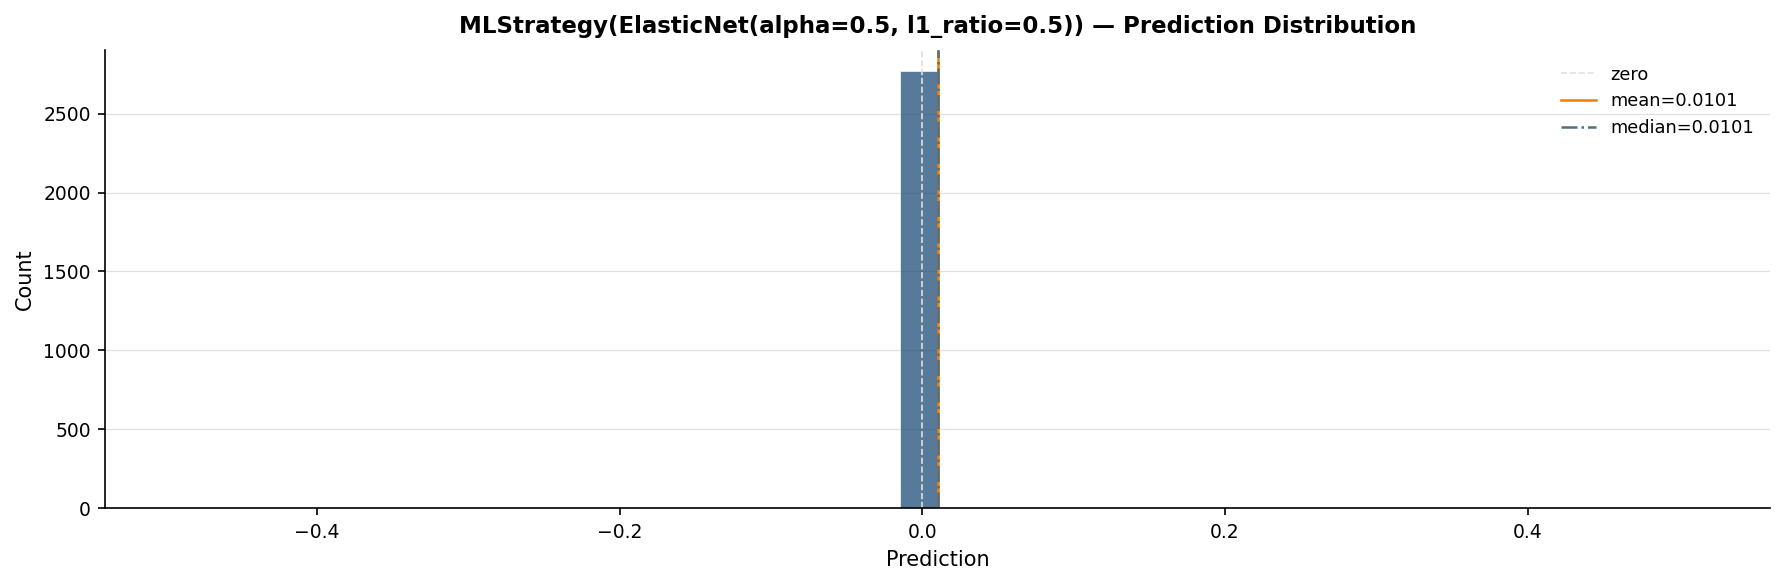 MLStrategy(ElasticNet(alpha=0.5, l1_ratio=0.5)) — Prediction Distribution
zero
mean=0.0101
median=0.0101
Count
2500
2000
1500
1000
500
0
−0.4
−0.2
0.0
0.2
0.4
Prediction